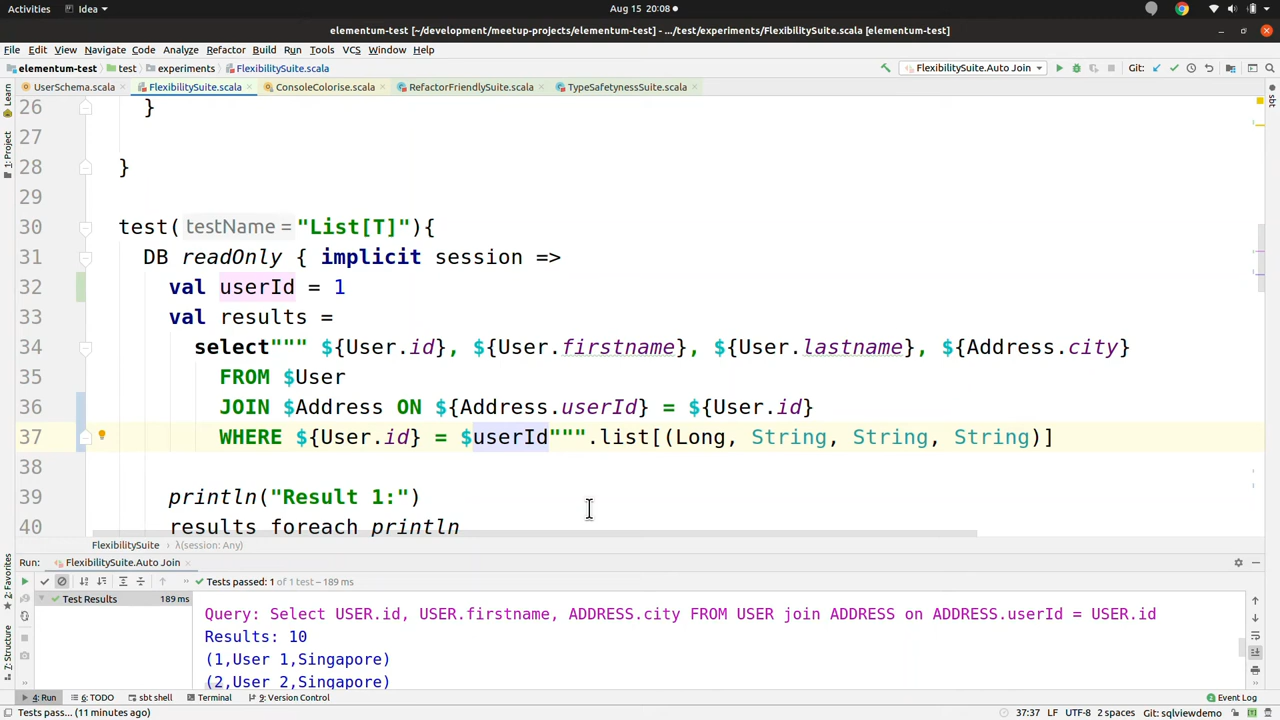 Activities Idea Aug 15 20:08
elementum-test [~/development/meetup-projects/elementum-test] - .../test/experiments/FlexibilitySuite.scala [elementum-test]
File Edit View Navigate Code Analyze Refactor Build Run Tools VCS Window Help
elementum-test test experiments FlexibilitySuite.scala FlexibilitySuite.Auto Join Git:
UserSchema.scala FlexibilitySuite.scala ConsoleColorise.scala RefactorFriendlySuite.scala TypeSafetynessSuite.scala
Learn
1: Project
2: Favorites
7: Structure
sbt
26 }
27
28 }
29
30 test( testName = "List[T]"){
31 DB readOnly { implicit session =>
32 val userId = 1
33 val results =
34 select""" ${User.id}, ${User.firstname}, ${User.lastname}, ${Address.city}
35 FROM $User
36 JOIN $Address ON ${Address.userId} = ${User.id}
37 WHERE ${User.id} = $userId""".list[(Long, String, String, String)]
38
39 println("Result 1:")
40 results foreach println
FlexibilitySuite › λ(session: Any)
Run: FlexibilitySuite.Auto Join
» Tests passed: 1 of 1 test – 189 ms
Test Results 189 ms
Query: Select USER.id, USER.firstname, ADDRESS.city FROM USER join ADDRESS on ADDRESS.userId = USER.id
Results: 10
(1,User 1,Singapore)
(2,User 2,Singapore)
4: Run 6: TODO sbt shell Terminal 9: Version Control Event Log
Tests pass... (11 minutes ago) 37:37 LF UTF-8 2 spaces Git: sqlviewdemo